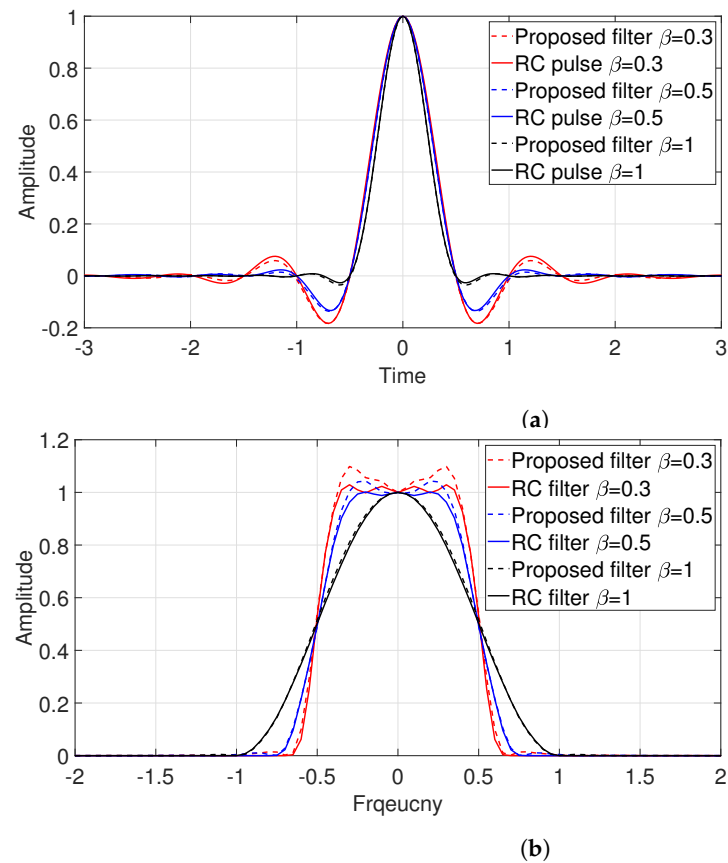 1
0.8
0.6
0.4
0.2
0
-0.2
Amplitude
Proposed filter β=0.3
RC pulse β=0.3
Proposed filter β=0.5
RC pulse β=0.5
Proposed filter β=1
RC pulse β=1
-3 -2 -1 0 1 2 3
Time
(a)
1.2
1
0.8
0.6
0.4
0.2
0
Amplitude
Proposed filter β=0.3
RC filter β=0.3
Proposed filter β=0.5
RC filter β=0.5
Proposed filter β=1
RC filter β=1
-2 -1.5 -1 -0.5 0 0.5 1 1.5 2
Frqeucny
(b)